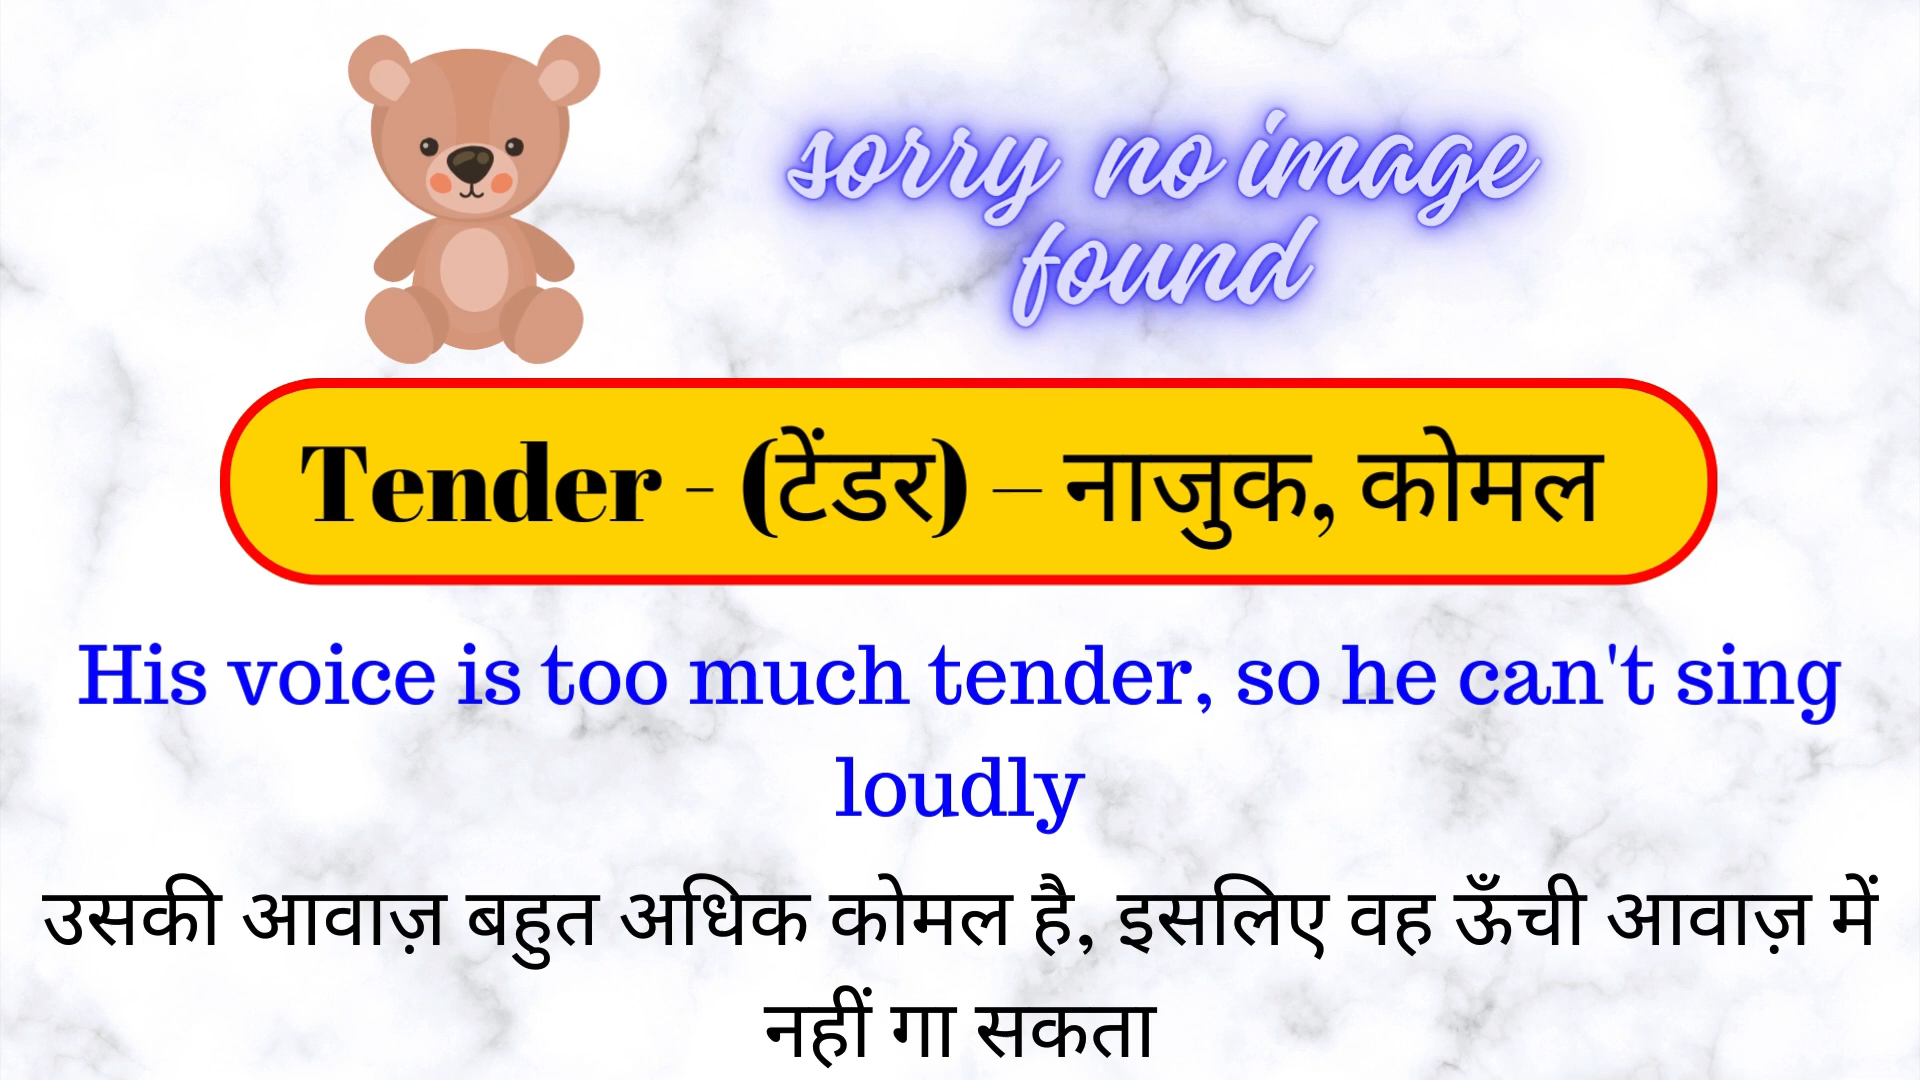 sorry no image
found
Tender - (टेंडर) – नाजुक, कोमल
His voice is too much tender, so he can't sing
loudly
उसकी आवाज़ बहुत अधिक कोमल है, इसलिए वह ऊँची आवाज़ में
नहीं गा सकता